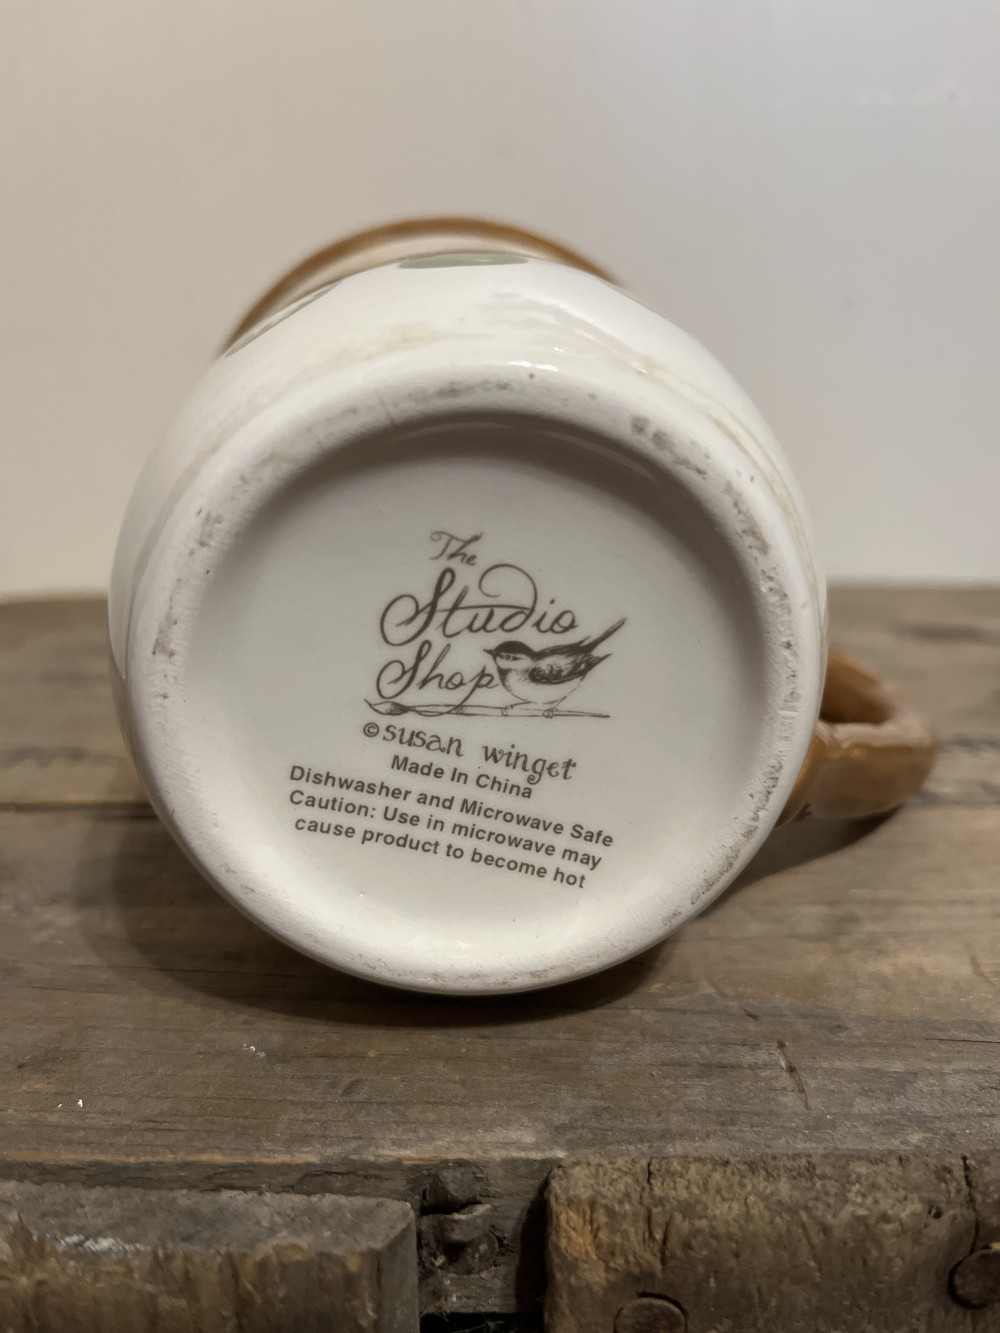 The
Studio
Shop
©susan winget
Made In China
Dishwasher and Microwave Safe
Caution: Use in microwave may
cause product to become hot